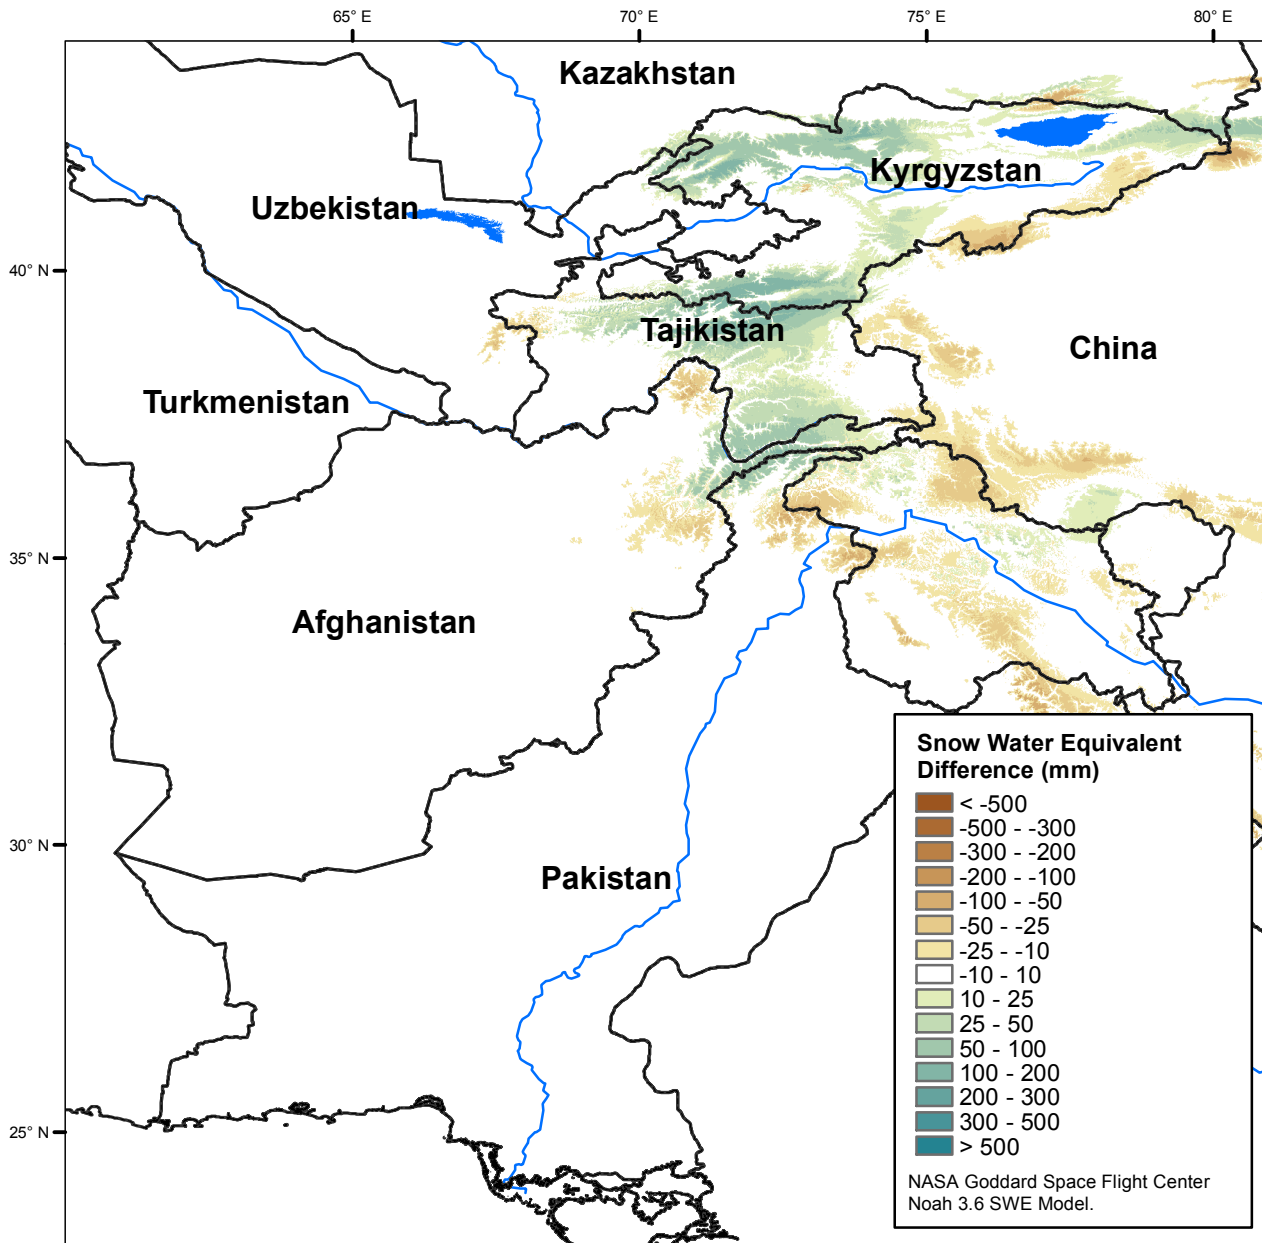 65° E
70° E
75° E
80° E
Kazakhstan
Kyrgyzstan
Uzbekistan
40° N
Tajikistan
China
Turkmenistan
35° N
Afghanistan
Snow Water Equivalent
Difference (mm)
< -500
-500 - -300
-300 - -200
-200 - -100
-100 - -50
-50 - -25
-25 - -10
-10 - 10
10 - 25
25 - 50
50 - 100
100 - 200
200 - 300
300 - 500
> 500
NASA Goddard Space Flight Center
Noah 3.6 SWE Model.
30° N
Pakistan
25° N